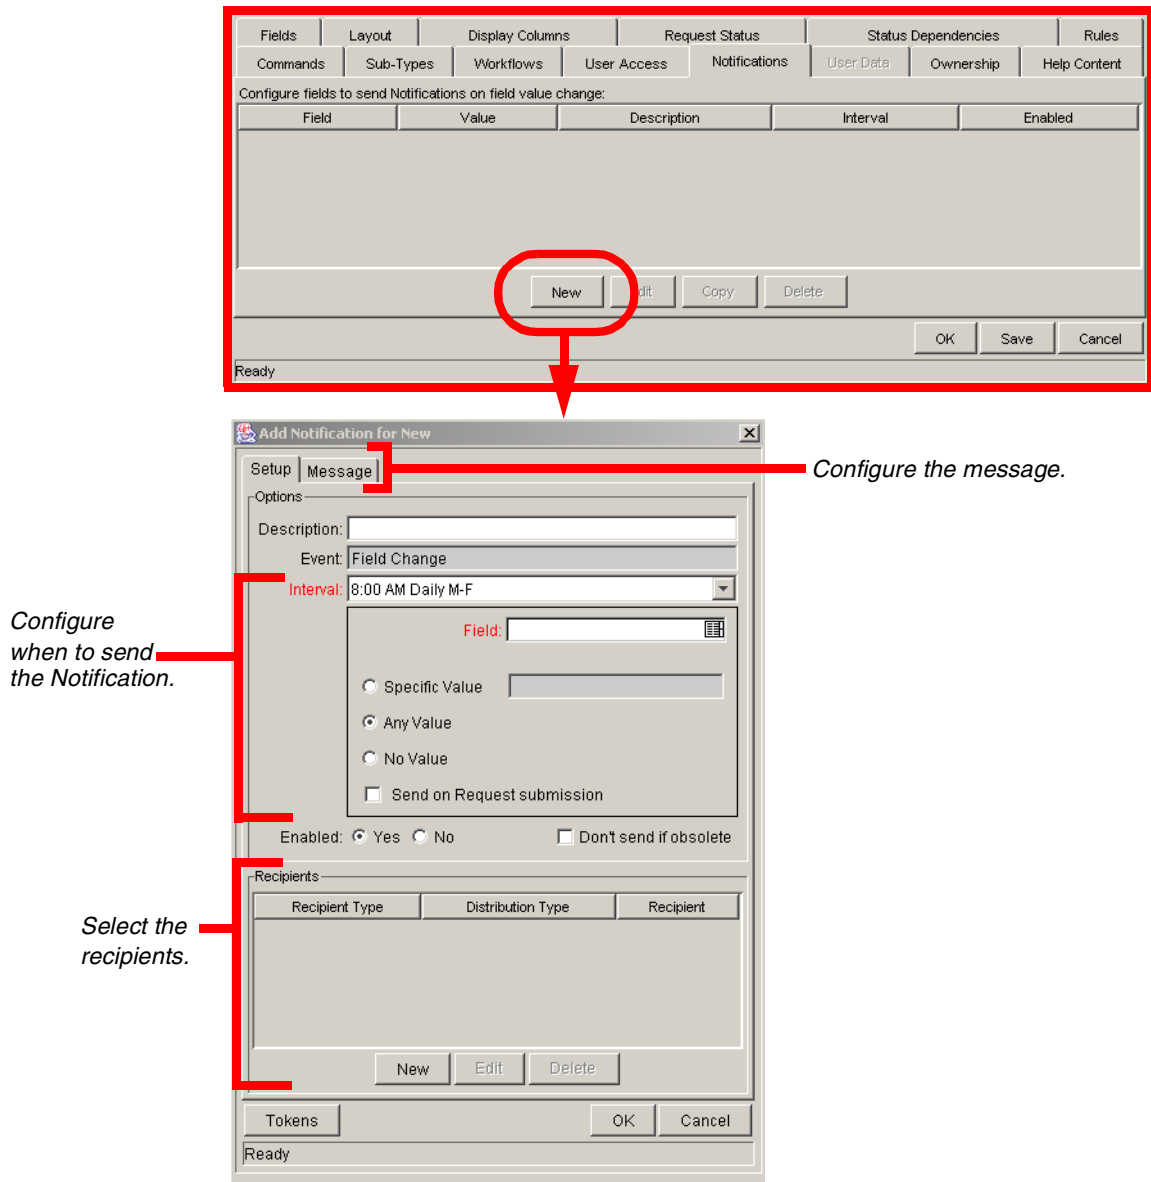 Fields Layout Display Columns Request Status Status Dependencies Rules
Commands Sub-Types Workflows User Access Notifications User Data Ownership Help Content
Configure fields to send Notifications on field value change:
Field Value Description Interval Enabled
New Edit Copy Delete
OK Save Cancel
Ready
Add Notification for New
Setup Message
Configure the message.
Options
Description:
Event: Field Change
Interval: 8:00 AM Daily M-F
Field:
Configure
when to send
the Notification.
Specific Value
Any Value
No Value
Send on Request submission
Enabled: Yes No Don't send if obsolete
Recipients
Recipient Type Distribution Type Recipient
Select the
recipients.
New Edit Delete
Tokens OK Cancel
Ready